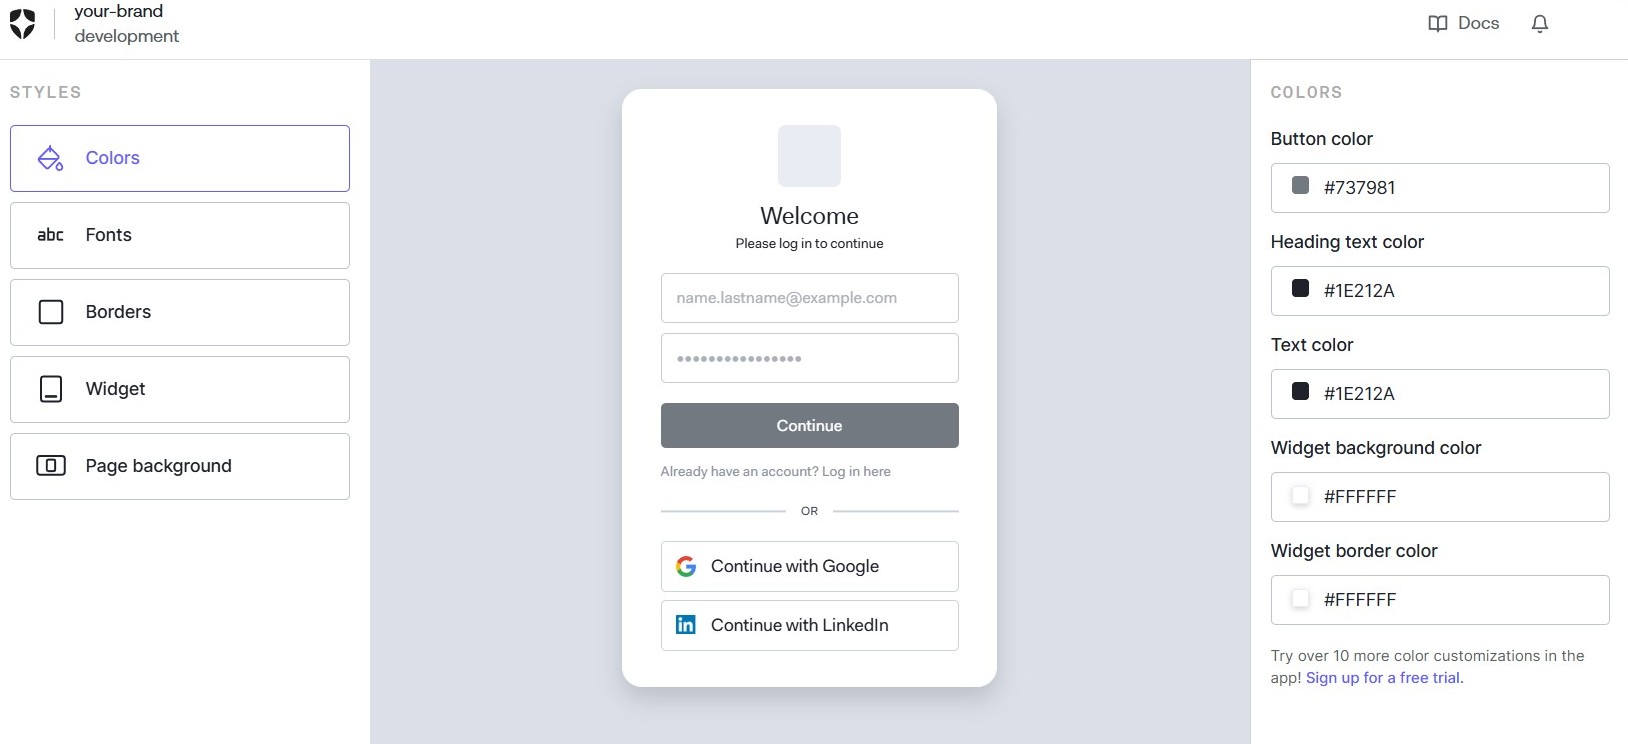 your-brand
development
Docs
STYLES
Colors
abc Fonts
Borders
Widget
Page background
Welcome
Please log in to continue
name.lastname@example.com
••••••••••••••••
Continue
Already have an account? Log in here
OR
Continue with Google
in Continue with LinkedIn
COLORS
Button color
#737981
Heading text color
#1E212A
Text color
#1E212A
Widget background color
#FFFFFF
Widget border color
#FFFFFF
Try over 10 more color customizations in the
app! Sign up for a free trial.